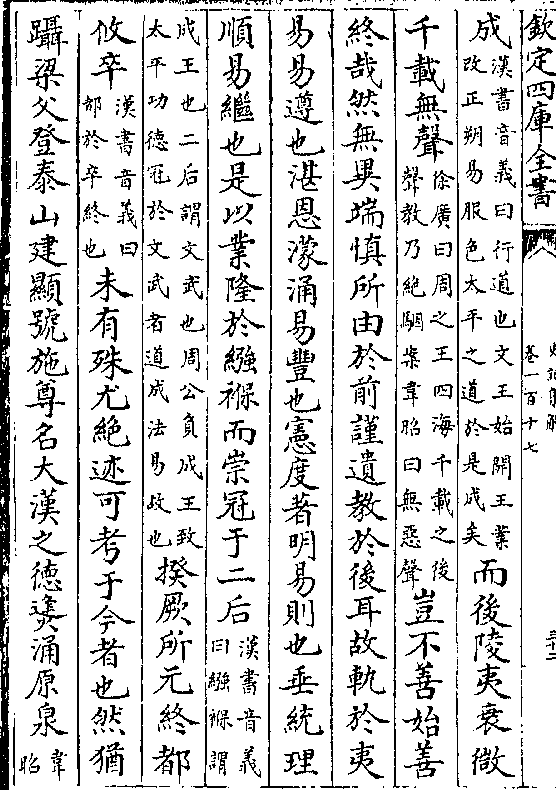 欽定四庫全書
史記集解
卷一百十七
三十二
成漢書音義曰行道也文王始開王業改正朔易服色太平之道於是成矣而後陵夷衰微
千載無聲徐廣曰周之王四海千載之後聲教乃絶駰案韋昭曰無惡聲豈不善始善
終哉然無異端慎所由於前謹遺教於後耳故軌於夷
易易遵也湛恩濛涌易豐也憲度著明易則也垂統理
順易繼也是以業隆於繈褓而崇冠于二后漢書音義曰繈褓謂
成王也二后謂文武也周公負成王致太平功德冠於文武者道成法易故也揆厥所元終都
攸卒漢書音義曰都於卒終也未有殊尤絶迹可考于今者也然猶
躡梁父登泰山建顯號施尊名大漢之德逢涌原泉韋昭